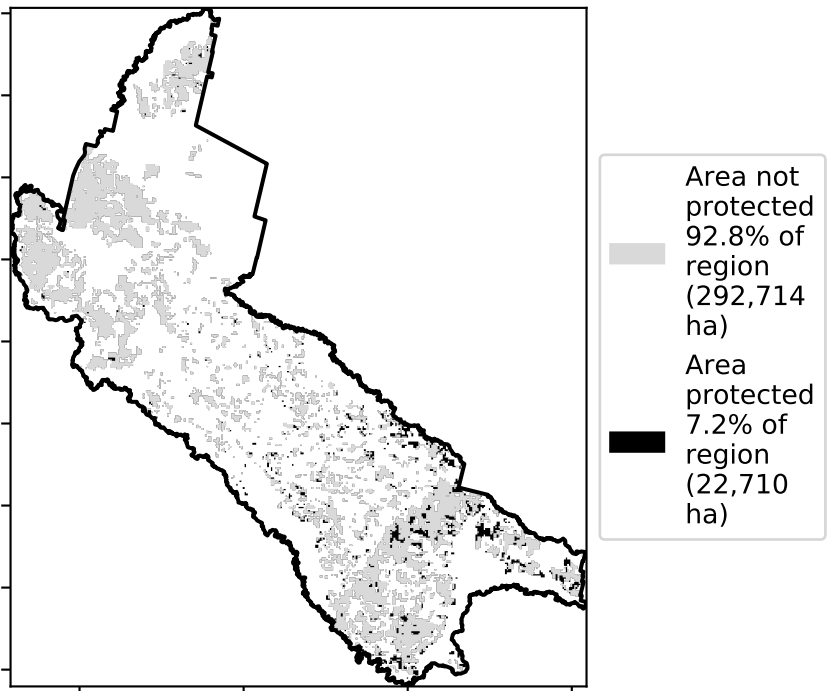 Area not
protected
92.8% of
region
(292,714
ha)
Area
protected
7.2% of
region
(22,710
ha)